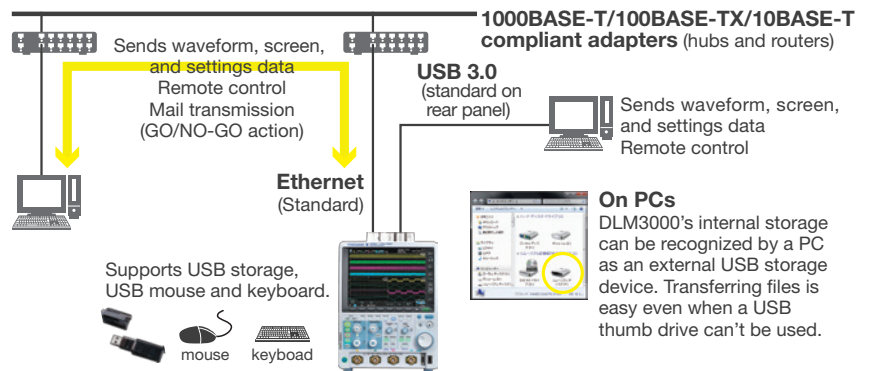 1000BASE-T/100BASE-TX/10BASE-T
compliant adapters (hubs and routers)
Sends waveform, screen,
and settings data
Remote control
Mail transmission
(GO/NO-GO action)
USB 3.0
(standard on
rear panel)
Sends waveform, screen,
and settings data
Remote control
Ethernet
(Standard)
On PCs
DLM3000's internal storage
can be recognized by a PC
as an external USB storage
device. Transferring files is
easy even when a USB
thumb drive can't be used.
Supports USB storage,
USB mouse and keyboard.
mouse
keyboad